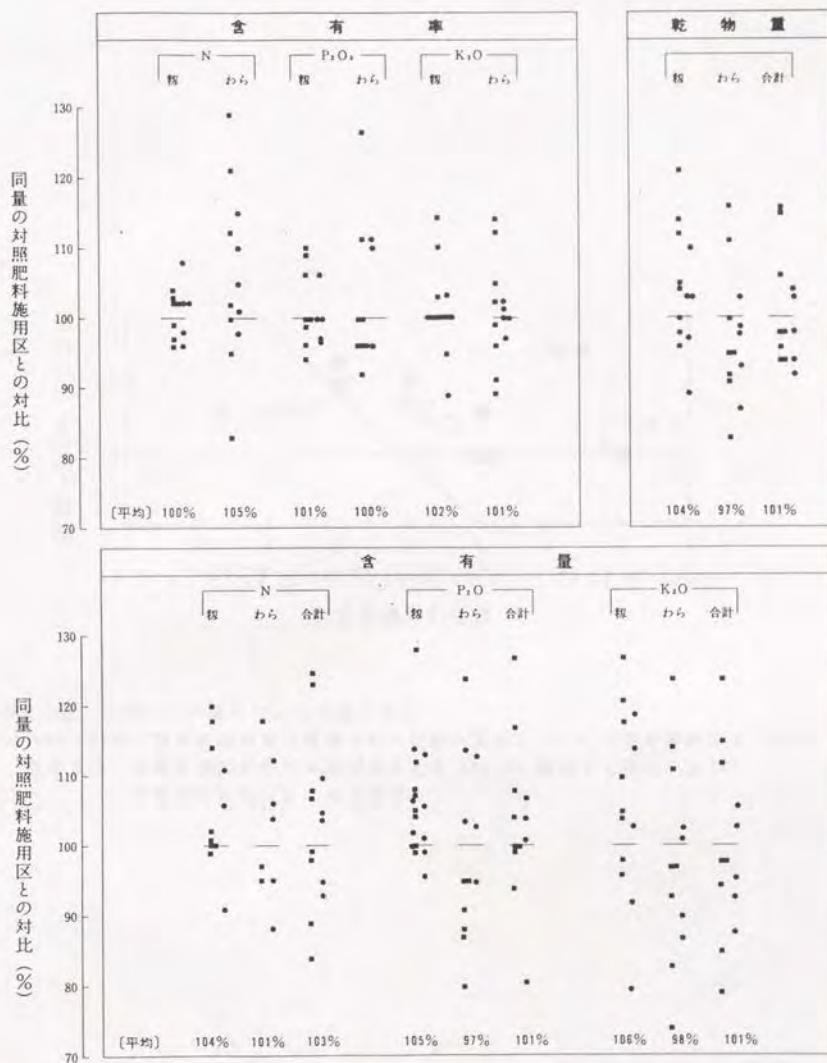 含有率
乾物量
N P₂O₅ K₂O
籾 わら 籾 わら 籾 わら
籾 わら 合計
130
120
110
100
90
80
70
同量の対照肥料施用区との対比(%)
〔平均〕 100% 105% 101% 100% 102% 101%
104% 97% 101%
含有量
N P₂O K₂O
籾 わら 合計 籾 わら 合計 籾 わら 合計
130
120
110
100
90
80
70
同量の対照肥料施用区との対比(%)
〔平均〕 104% 101% 103% 105% 97% 101% 106% 98% 101%